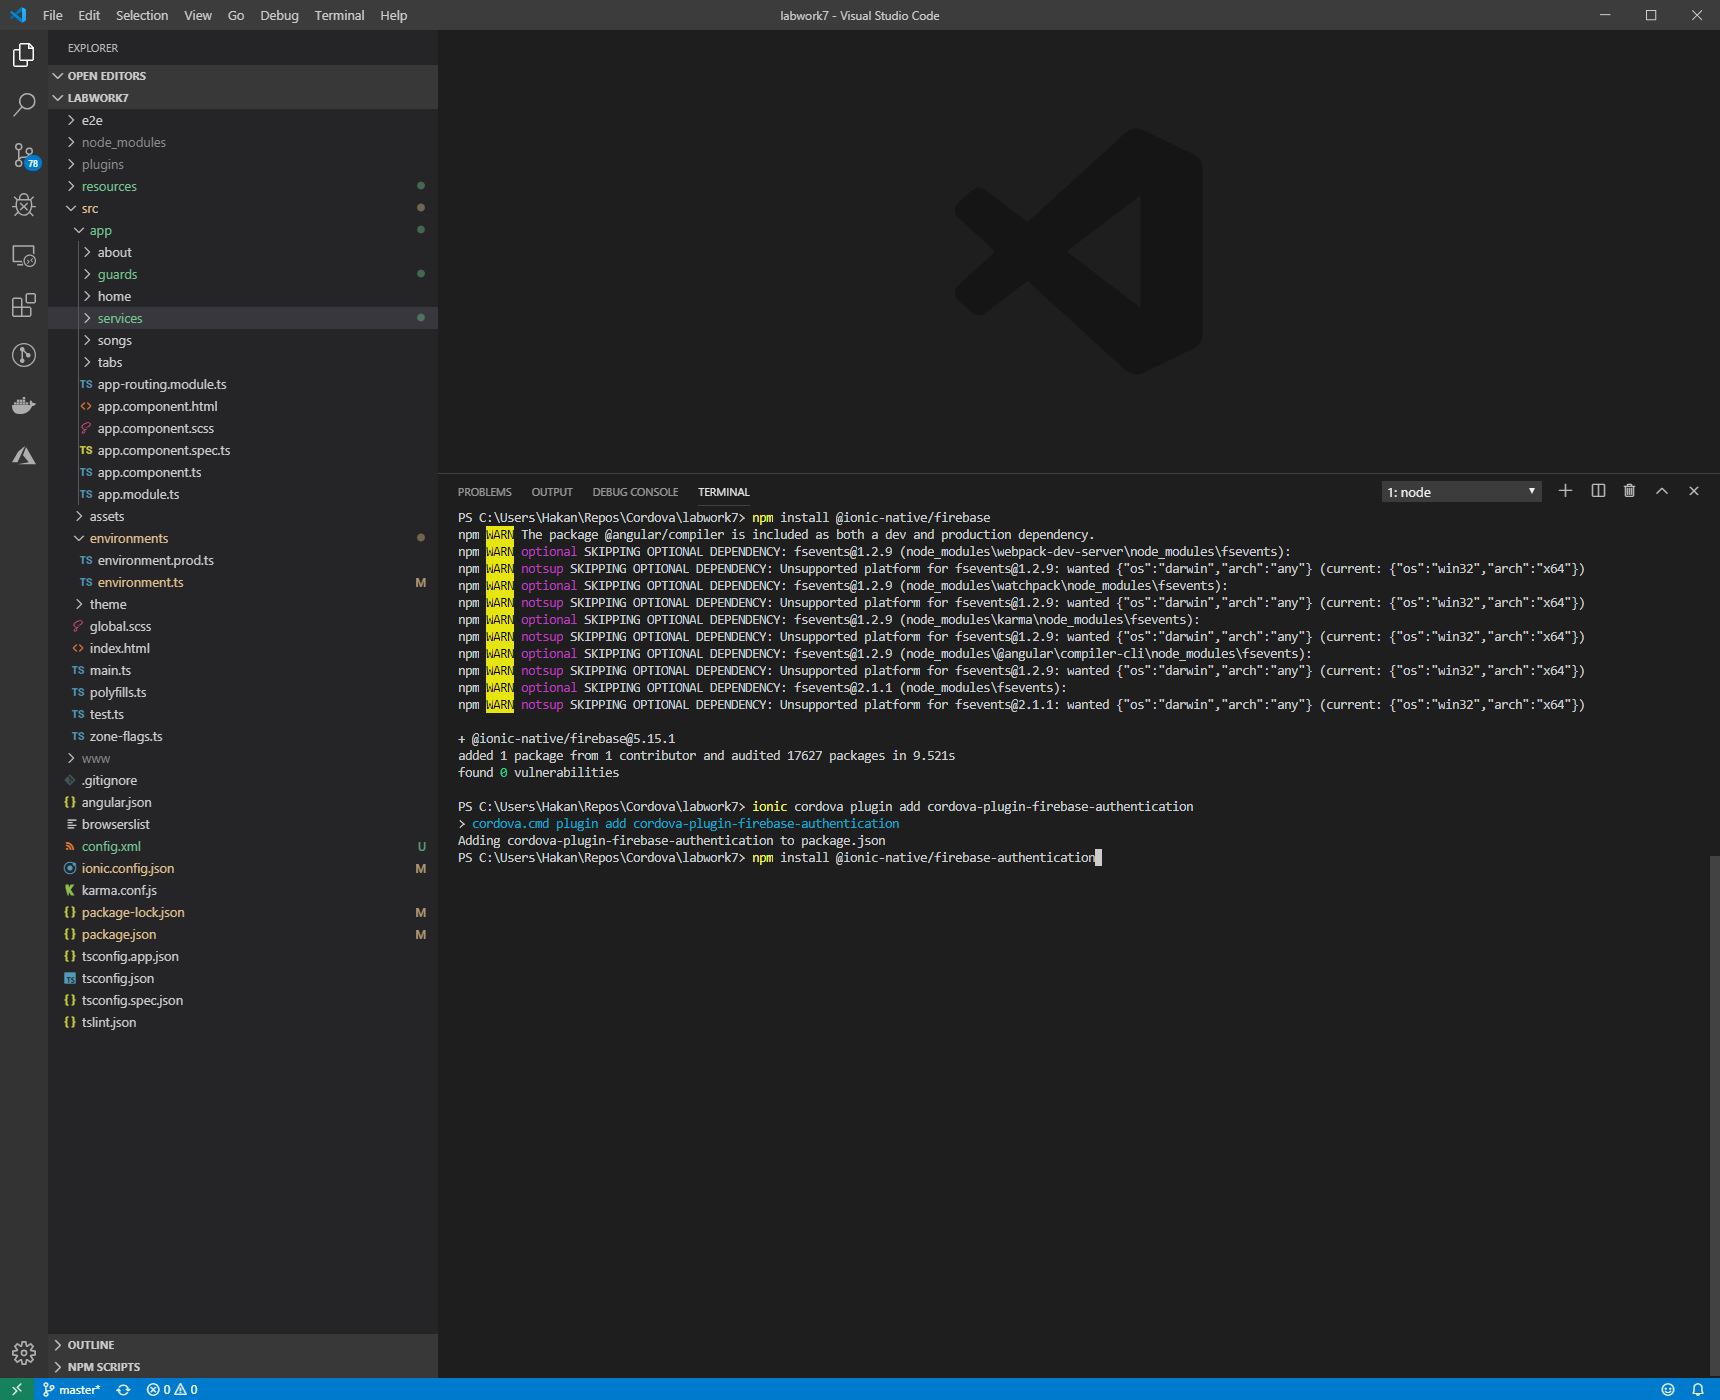 File Edit Selection View Go Debug Terminal Help
labwork7 - Visual Studio Code
EXPLORER
OPEN EDITORS
LABWORK7
e2e
node_modules
78
plugins
resources
src
app
about
guards
home
services
songs
tabs
TS app-routing.module.ts
<> app.component.html
app.component.scss
TS app.component.spec.ts
TS app.component.ts
TS app.module.ts
assets
environments
TS environment.prod.ts
TS environment.ts M
theme
global.scss
<> index.html
TS main.ts
TS polyfills.ts
TS test.ts
TS zone-flags.ts
www
.gitignore
{} angular.json
browserslist
config.xml U
ionic.config.json M
K karma.conf.js
{} package-lock.json M
{} package.json M
{} tsconfig.app.json
TS tsconfig.json
{} tsconfig.spec.json
{} tslint.json
OUTLINE
NPM SCRIPTS
PROBLEMS OUTPUT DEBUG CONSOLE TERMINAL
1: node
PS C:\Users\Hakan\Repos\Cordova\labwork7> npm install @ionic-native/firebase
npm WARN The package @angular/compiler is included as both a dev and production dependency.
npm WARN optional SKIPPING OPTIONAL DEPENDENCY: fsevents@1.2.9 (node_modules\webpack-dev-server\node_modules\fsevents):
npm WARN notsup SKIPPING OPTIONAL DEPENDENCY: Unsupported platform for fsevents@1.2.9: wanted {"os":"darwin","arch":"any"} (current: {"os":"win32","arch":"x64"})
npm WARN optional SKIPPING OPTIONAL DEPENDENCY: fsevents@1.2.9 (node_modules\watchpack\node_modules\fsevents):
npm WARN notsup SKIPPING OPTIONAL DEPENDENCY: Unsupported platform for fsevents@1.2.9: wanted {"os":"darwin","arch":"any"} (current: {"os":"win32","arch":"x64"})
npm WARN optional SKIPPING OPTIONAL DEPENDENCY: fsevents@1.2.9 (node_modules\karma\node_modules\fsevents):
npm WARN notsup SKIPPING OPTIONAL DEPENDENCY: Unsupported platform for fsevents@1.2.9: wanted {"os":"darwin","arch":"any"} (current: {"os":"win32","arch":"x64"})
npm WARN optional SKIPPING OPTIONAL DEPENDENCY: fsevents@1.2.9 (node_modules\@angular\compiler-cli\node_modules\fsevents):
npm WARN notsup SKIPPING OPTIONAL DEPENDENCY: Unsupported platform for fsevents@1.2.9: wanted {"os":"darwin","arch":"any"} (current: {"os":"win32","arch":"x64"})
npm WARN optional SKIPPING OPTIONAL DEPENDENCY: fsevents@2.1.1 (node_modules\fsevents):
npm WARN notsup SKIPPING OPTIONAL DEPENDENCY: Unsupported platform for fsevents@2.1.1: wanted {"os":"darwin","arch":"any"} (current: {"os":"win32","arch":"x64"})
+ @ionic-native/firebase@5.15.1
added 1 package from 1 contributor and audited 17627 packages in 9.521s
found 0 vulnerabilities
PS C:\Users\Hakan\Repos\Cordova\labwork7> ionic cordova plugin add cordova-plugin-firebase-authentication
> cordova.cmd plugin add cordova-plugin-firebase-authentication
Adding cordova-plugin-firebase-authentication to package.json
PS C:\Users\Hakan\Repos\Cordova\labwork7> npm install @ionic-native/firebase-authentication
master* 0 0